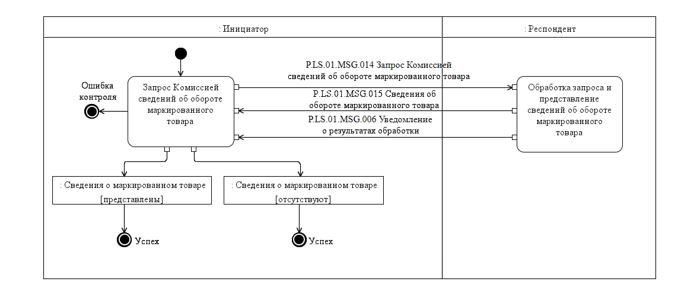 : Инициатор
: Респондент
P.LS.01.MSG.014 Запрос Комиссией
сведений об обороте маркированного товара
Ошибка
контроля
Запрос Комиссией
сведений об обороте
маркированного
товара
P.LS.01.MSG.015 Сведения об
обороте маркированного товара
P.LS.01.MSG.006 Уведомление
о результатах обработки
Обработка запроса и
представление
сведений об обороте
маркированного
товара
: Сведения о маркированном товаре
[представлены]
: Сведения о маркированном товаре
[отсутствуют]
Успех
Успех